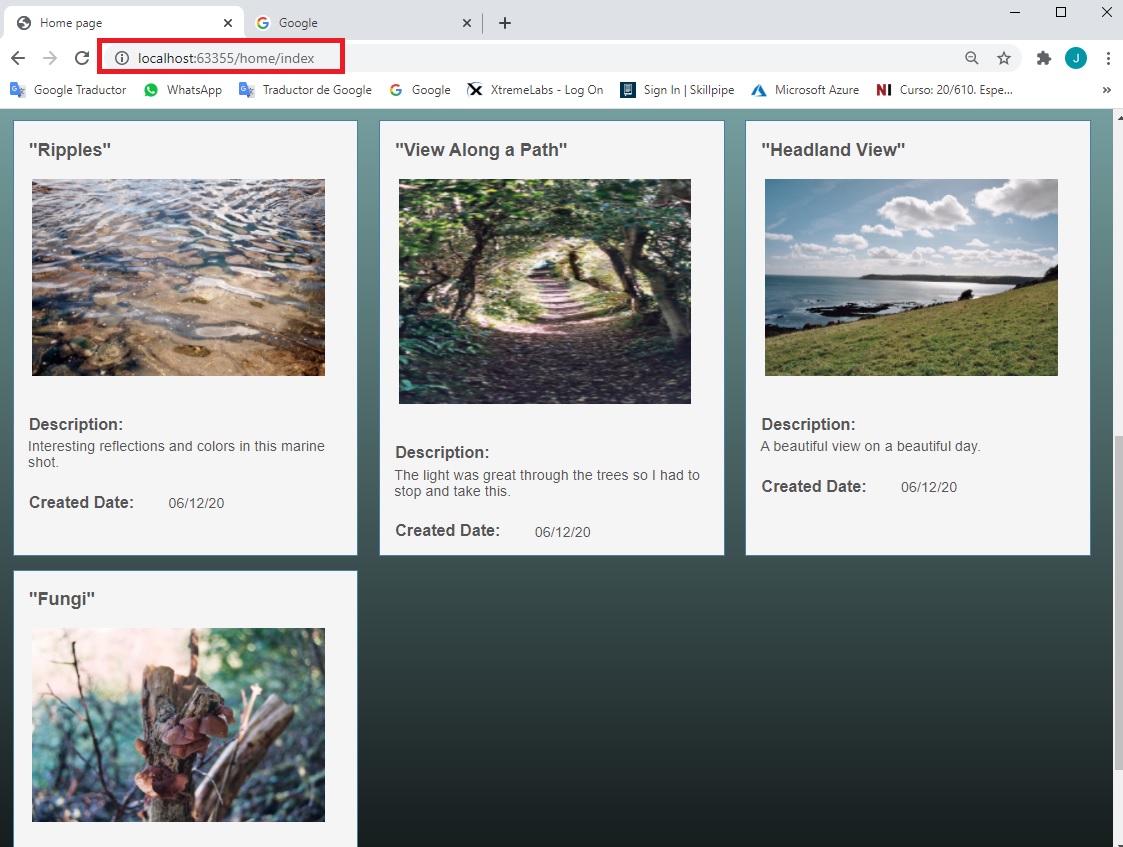 Home page
Google
localhost:63355/home/index
J
Google Traductor
WhatsApp
Traductor de Google
Google
XtremeLabs - Log On
Sign In | Skillpipe
Microsoft Azure
NI
Curso: 20/610. Espe...
»
"Ripples"
Description:
Interesting reflections and colors in this marine
shot.
Created Date: 06/12/20
"View Along a Path"
Description:
The light was great through the trees so I had to
stop and take this.
Created Date: 06/12/20
"Headland View"
Description:
A beautiful view on a beautiful day.
Created Date: 06/12/20
"Fungi"